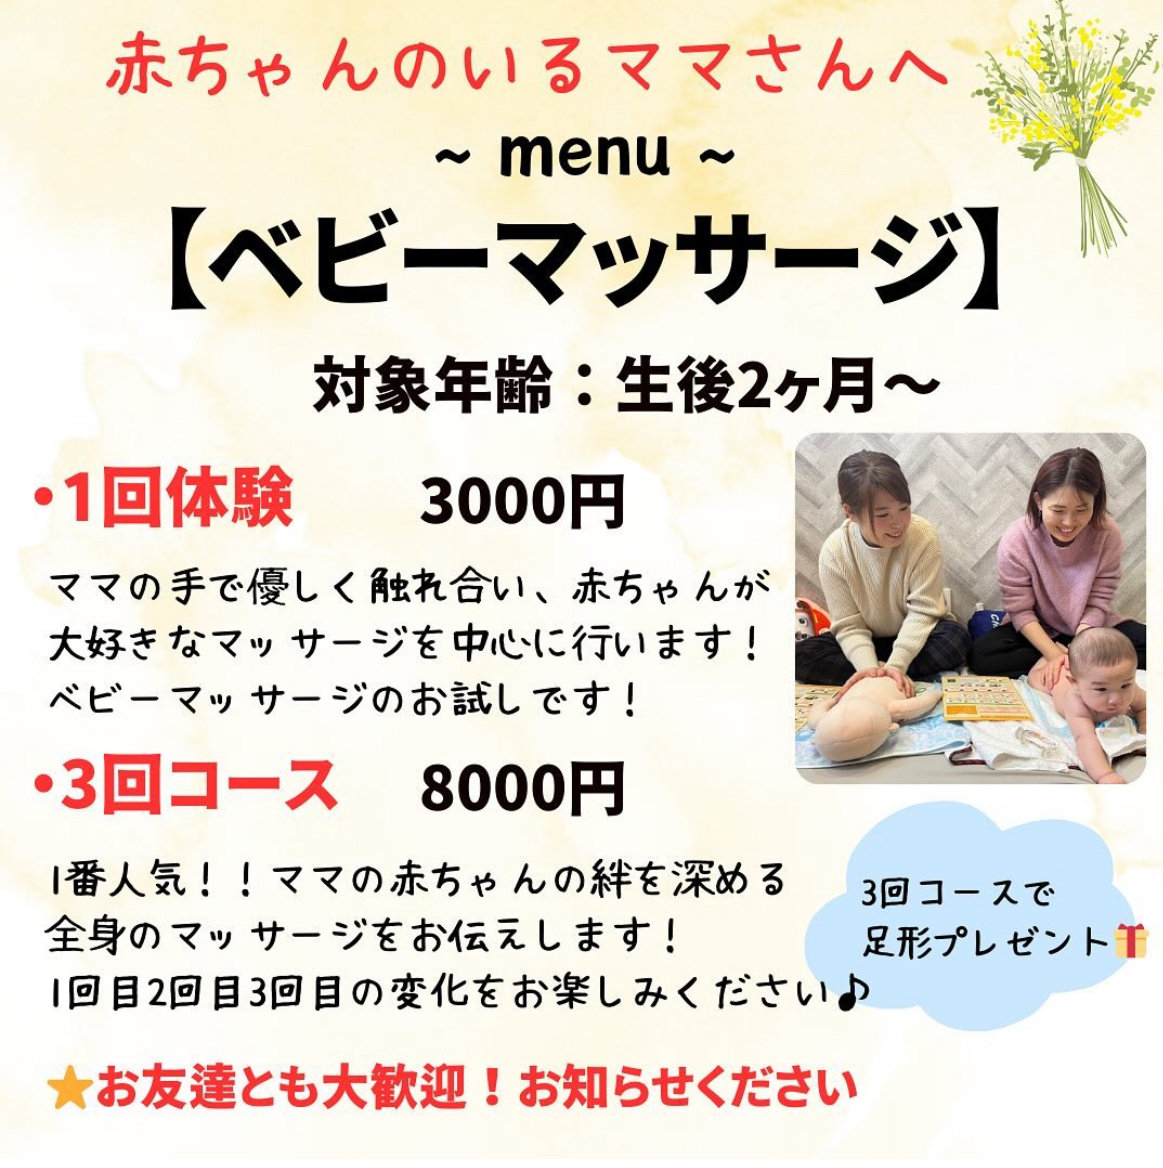 赤ちゃんのいるママさんへ
~ menu ~
【ベビーマッサージ】
対象年齢：生後2ヶ月～
・1回体験 3000円
ママの手で優しく触れ合い、赤ちゃんが
大好きなマッサージを中心に行います！
ベビーマッサージのお試しです！
・3回コース 8000円
1番人気！！ママの赤ちゃんの絆を深める
全身のマッサージをお伝えします！
1回目2回目3回目の変化をお楽しみください♪
3回コースで
足形プレゼント🎁
⭐お友達とも大歓迎！お知らせください